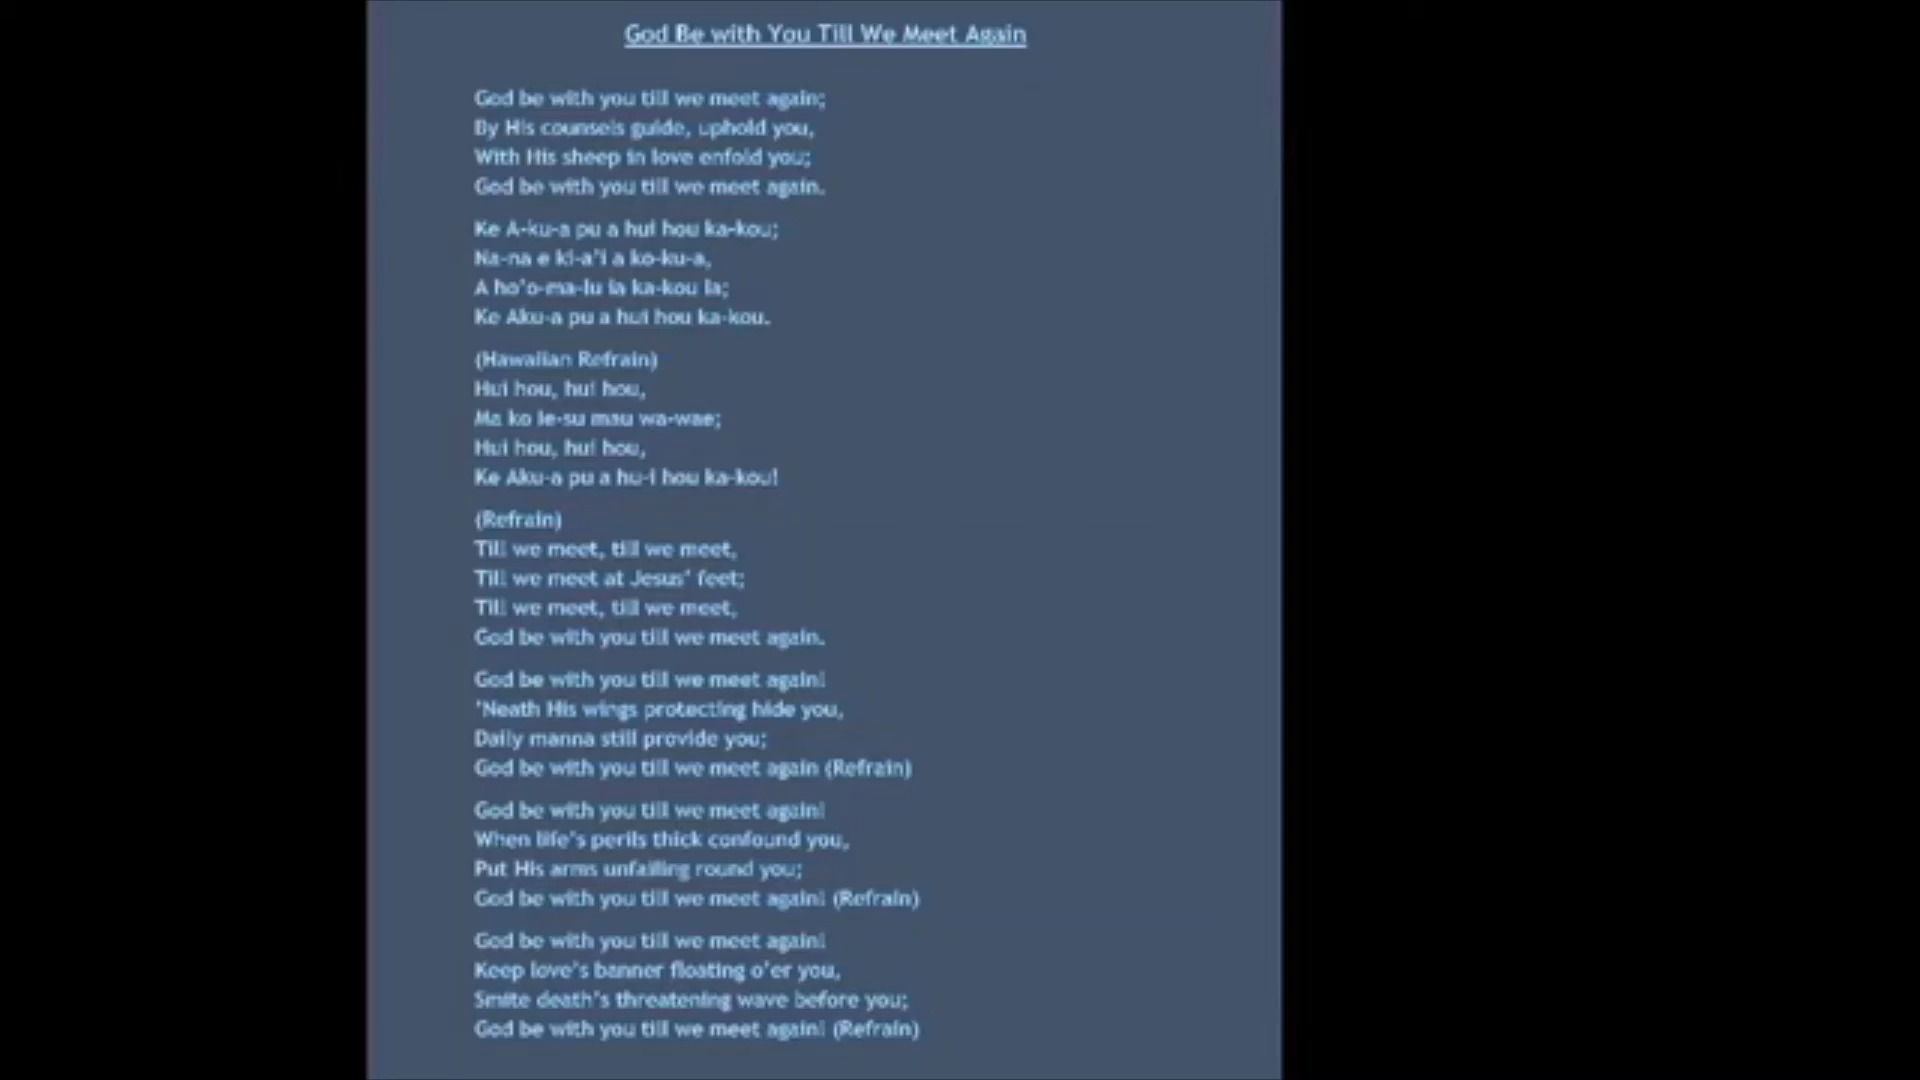 God Be with You Till We Meet Again
God be with you till we meet again;
By His counsels guide, uphold you,
With His sheep in love enfold you;
God be with you till we meet again.
Ke A-ku-a pu a hui hou ka-kou;
Na-na e ki-a'i a ko-ku-a,
A ho'o-ma-lu ia ka-kou la;
Ke Aku-a pu a hui hou ka-kou.
(Hawaiian Refrain)
Hui hou, hui hou,
Ma ko Ie-su mau wa-wae;
Hui hou, hui hou,
Ke Aku-a pu a hu-i hou ka-kou!
(Refrain)
Till we meet, till we meet,
Till we meet at Jesus' feet;
Till we meet, till we meet,
God be with you till we meet again.
God be with you till we meet again!
'Neath His wings protecting hide you,
Daily manna still provide you;
God be with you till we meet again (Refrain)
God be with you till we meet again!
When life's perils thick confound you,
Put His arms unfailing round you;
God be with you till we meet again! (Refrain)
God be with you till we meet again!
Keep love's banner floating o'er you,
Smite death's threatening wave before you;
God be with you till we meet again! (Refrain)